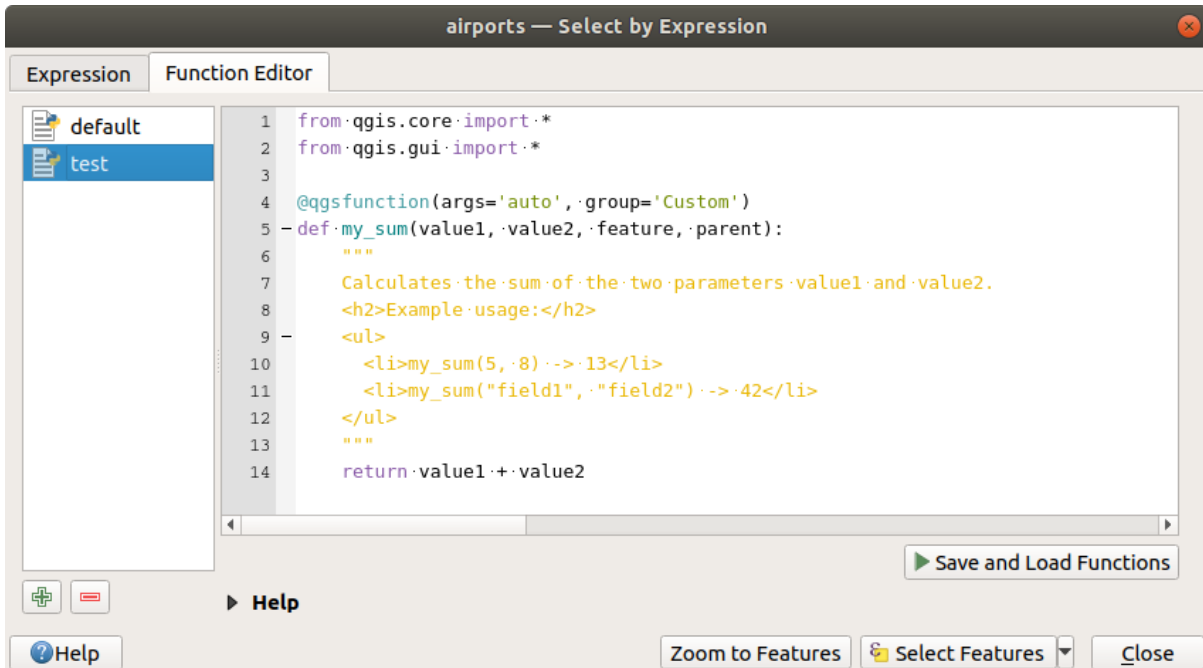 airports — Select by Expression
Expression
Function Editor
default
test
1 from·qgis.core·import·*
2 from·qgis.gui·import·*
3
4 @qgsfunction(args='auto',·group='Custom')
5 def·my_sum(value1,·value2,·feature,·parent):
6 """
7 Calculates·the·sum·of·the·two·parameters·value1·and·value2.
8 <h2>Example·usage:</h2>
9 <ul>
10 <li>my_sum(5,·8)·->·13</li>
11 <li>my_sum("field1",·"field2")·->·42</li>
12 </ul>
13 """
14 return·value1·+·value2
Save and Load Functions
Help
Help
Zoom to Features
Select Features
Close